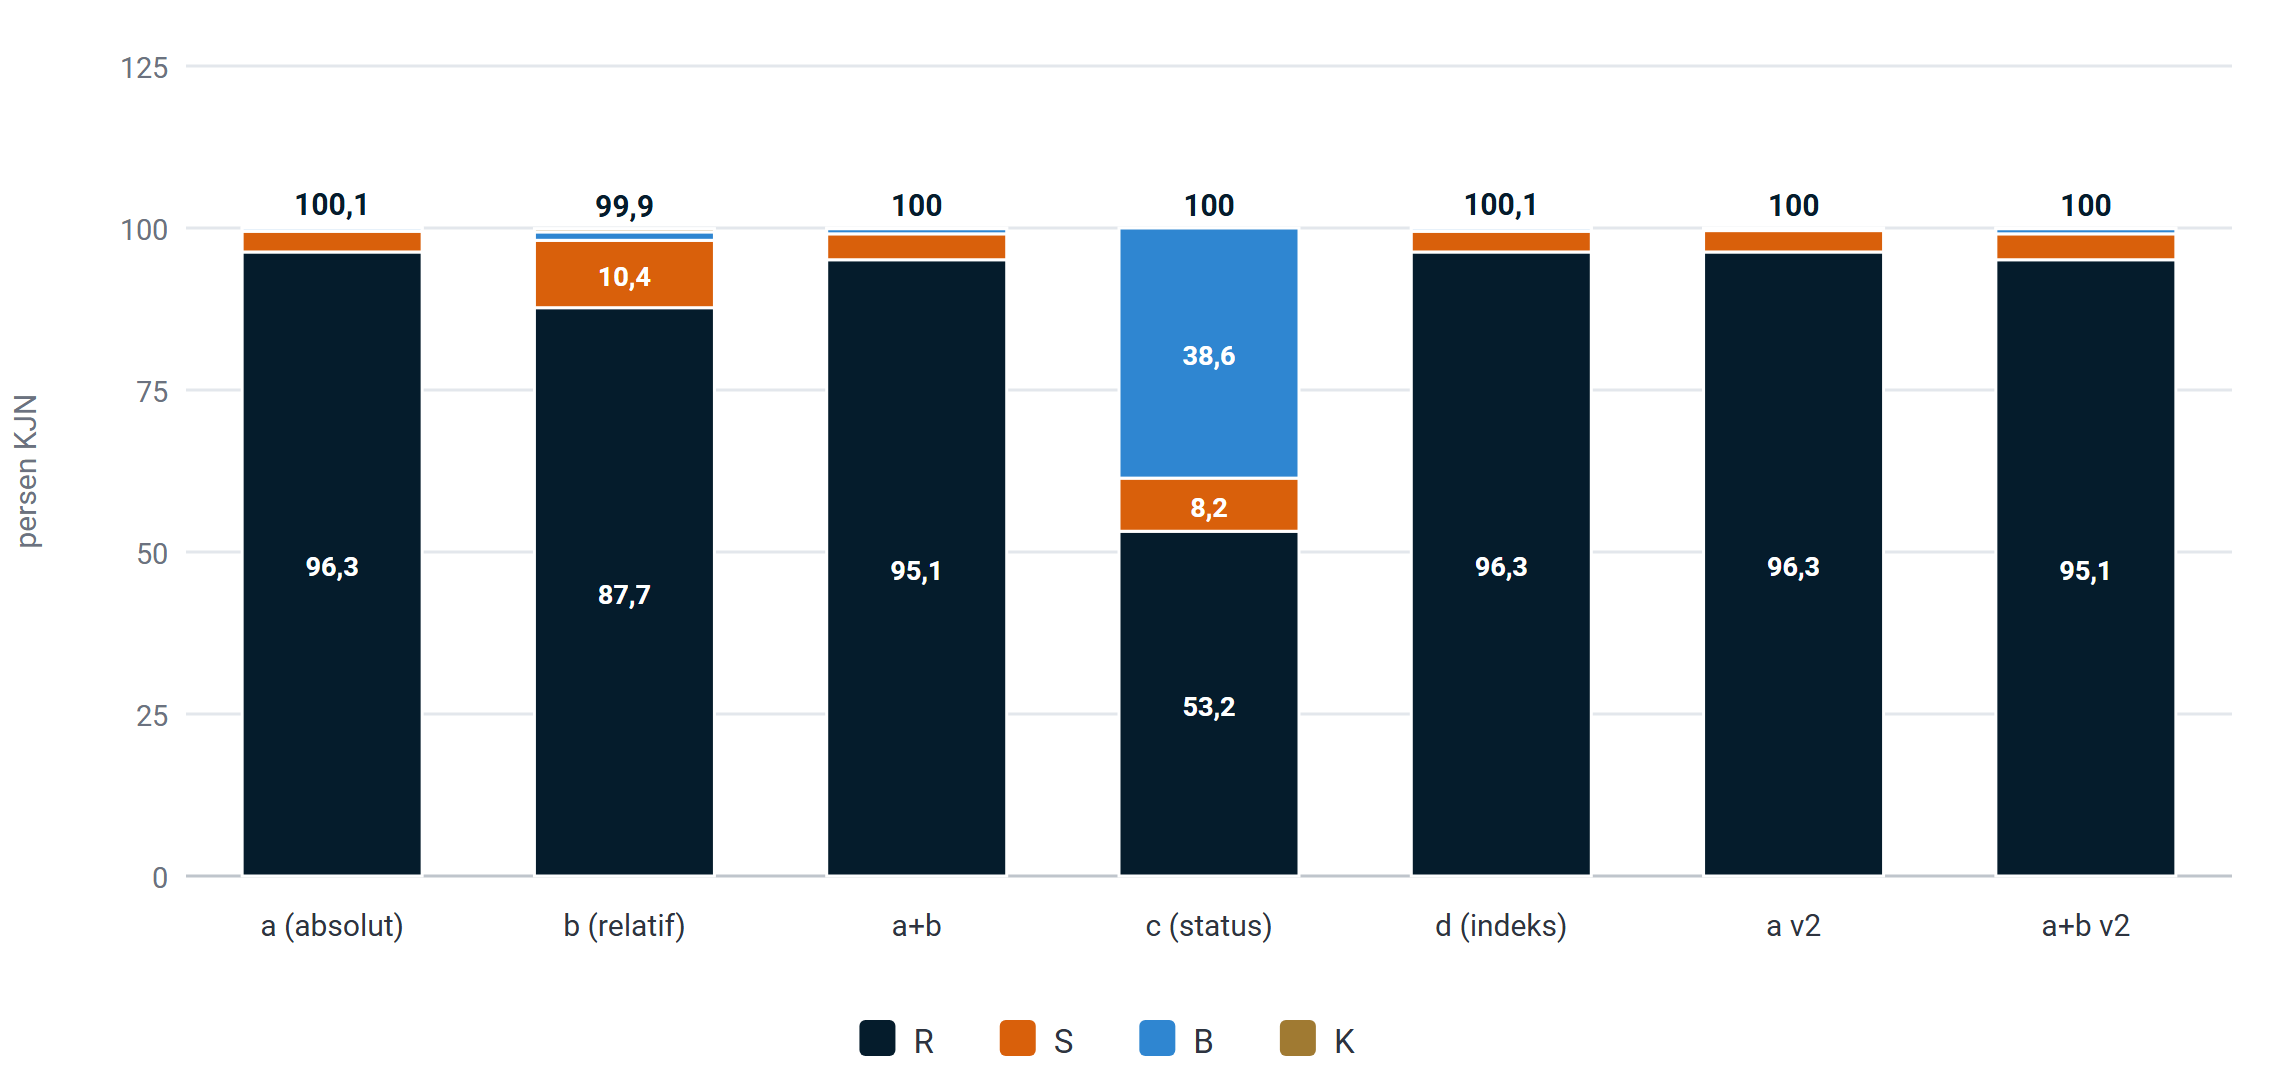 125
100
75
50
25
0
persen KJN
100,1
99,9
100
100
100,1
100
100
96,3
10,4
87,7
95,1
38,6
8,2
53,2
96,3
96,3
95,1
a (absolut)
b (relatif)
a+b
c (status)
d (indeks)
a v2
a+b v2
R
S
B
K